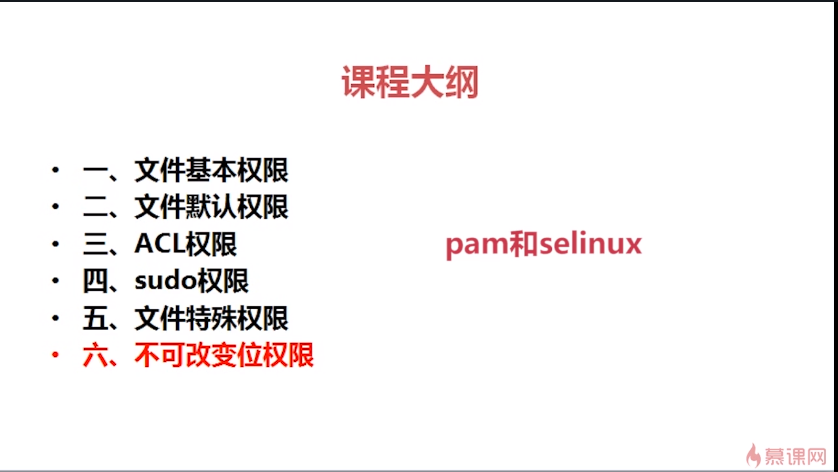 课程大纲
• 一、文件基本权限
• 二、文件默认权限
• 三、ACL权限
• 四、sudo权限
• 五、文件特殊权限
• 六、不可改变位权限
pam和selinux
慕课网